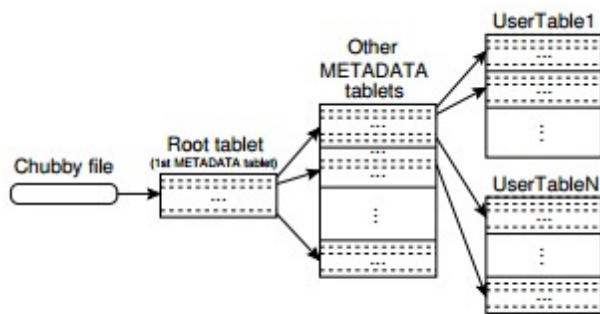 Chubby file
Root tablet
(1st METADATA tablet)
...
Other
METADATA
tablets
...
...
...
⋮
...
UserTable1
...
...
⋮
UserTableN
...
⋮
...